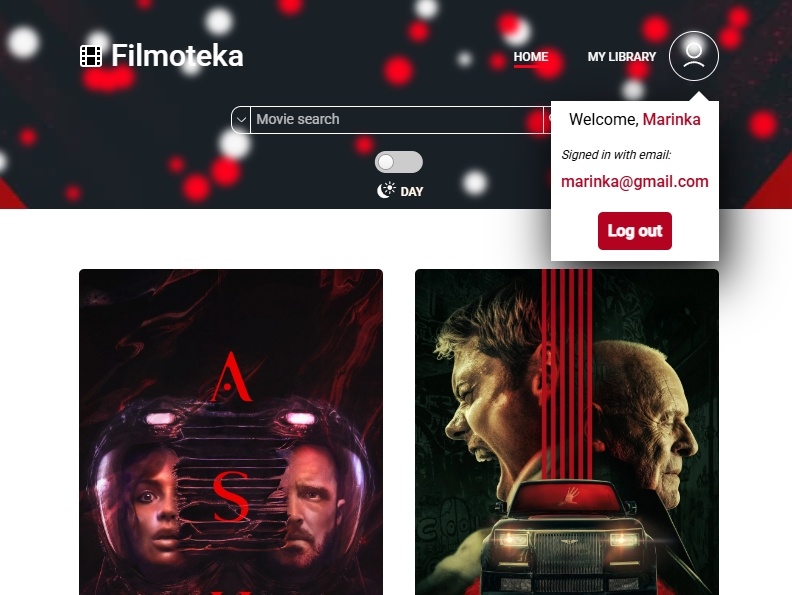 Filmoteka
HOME
MY LIBRARY
Movie search
DAY
Welcome, Marinka
Signed in with email:
marinka@gmail.com
Log out
A
S